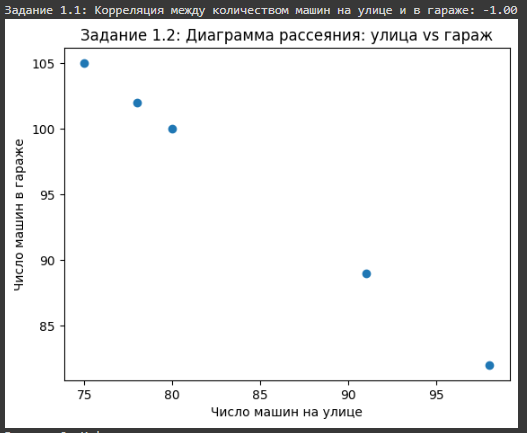 Задание 1.1: Корреляция между количеством машин на улице и в гараже: -1.00
Задание 1.2: Диаграмма рассеяния: улица vs гараж
105
100
95
90
85
Число машин в гараже
75 80 85 90 95
Число машин на улице